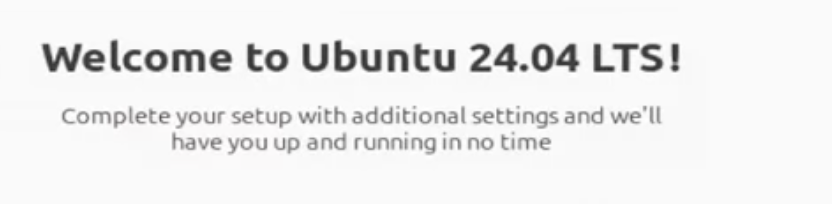 Welcome to Ubuntu 24.04 LTS!
Complete your setup with additional settings and we'll
have you up and running in no time